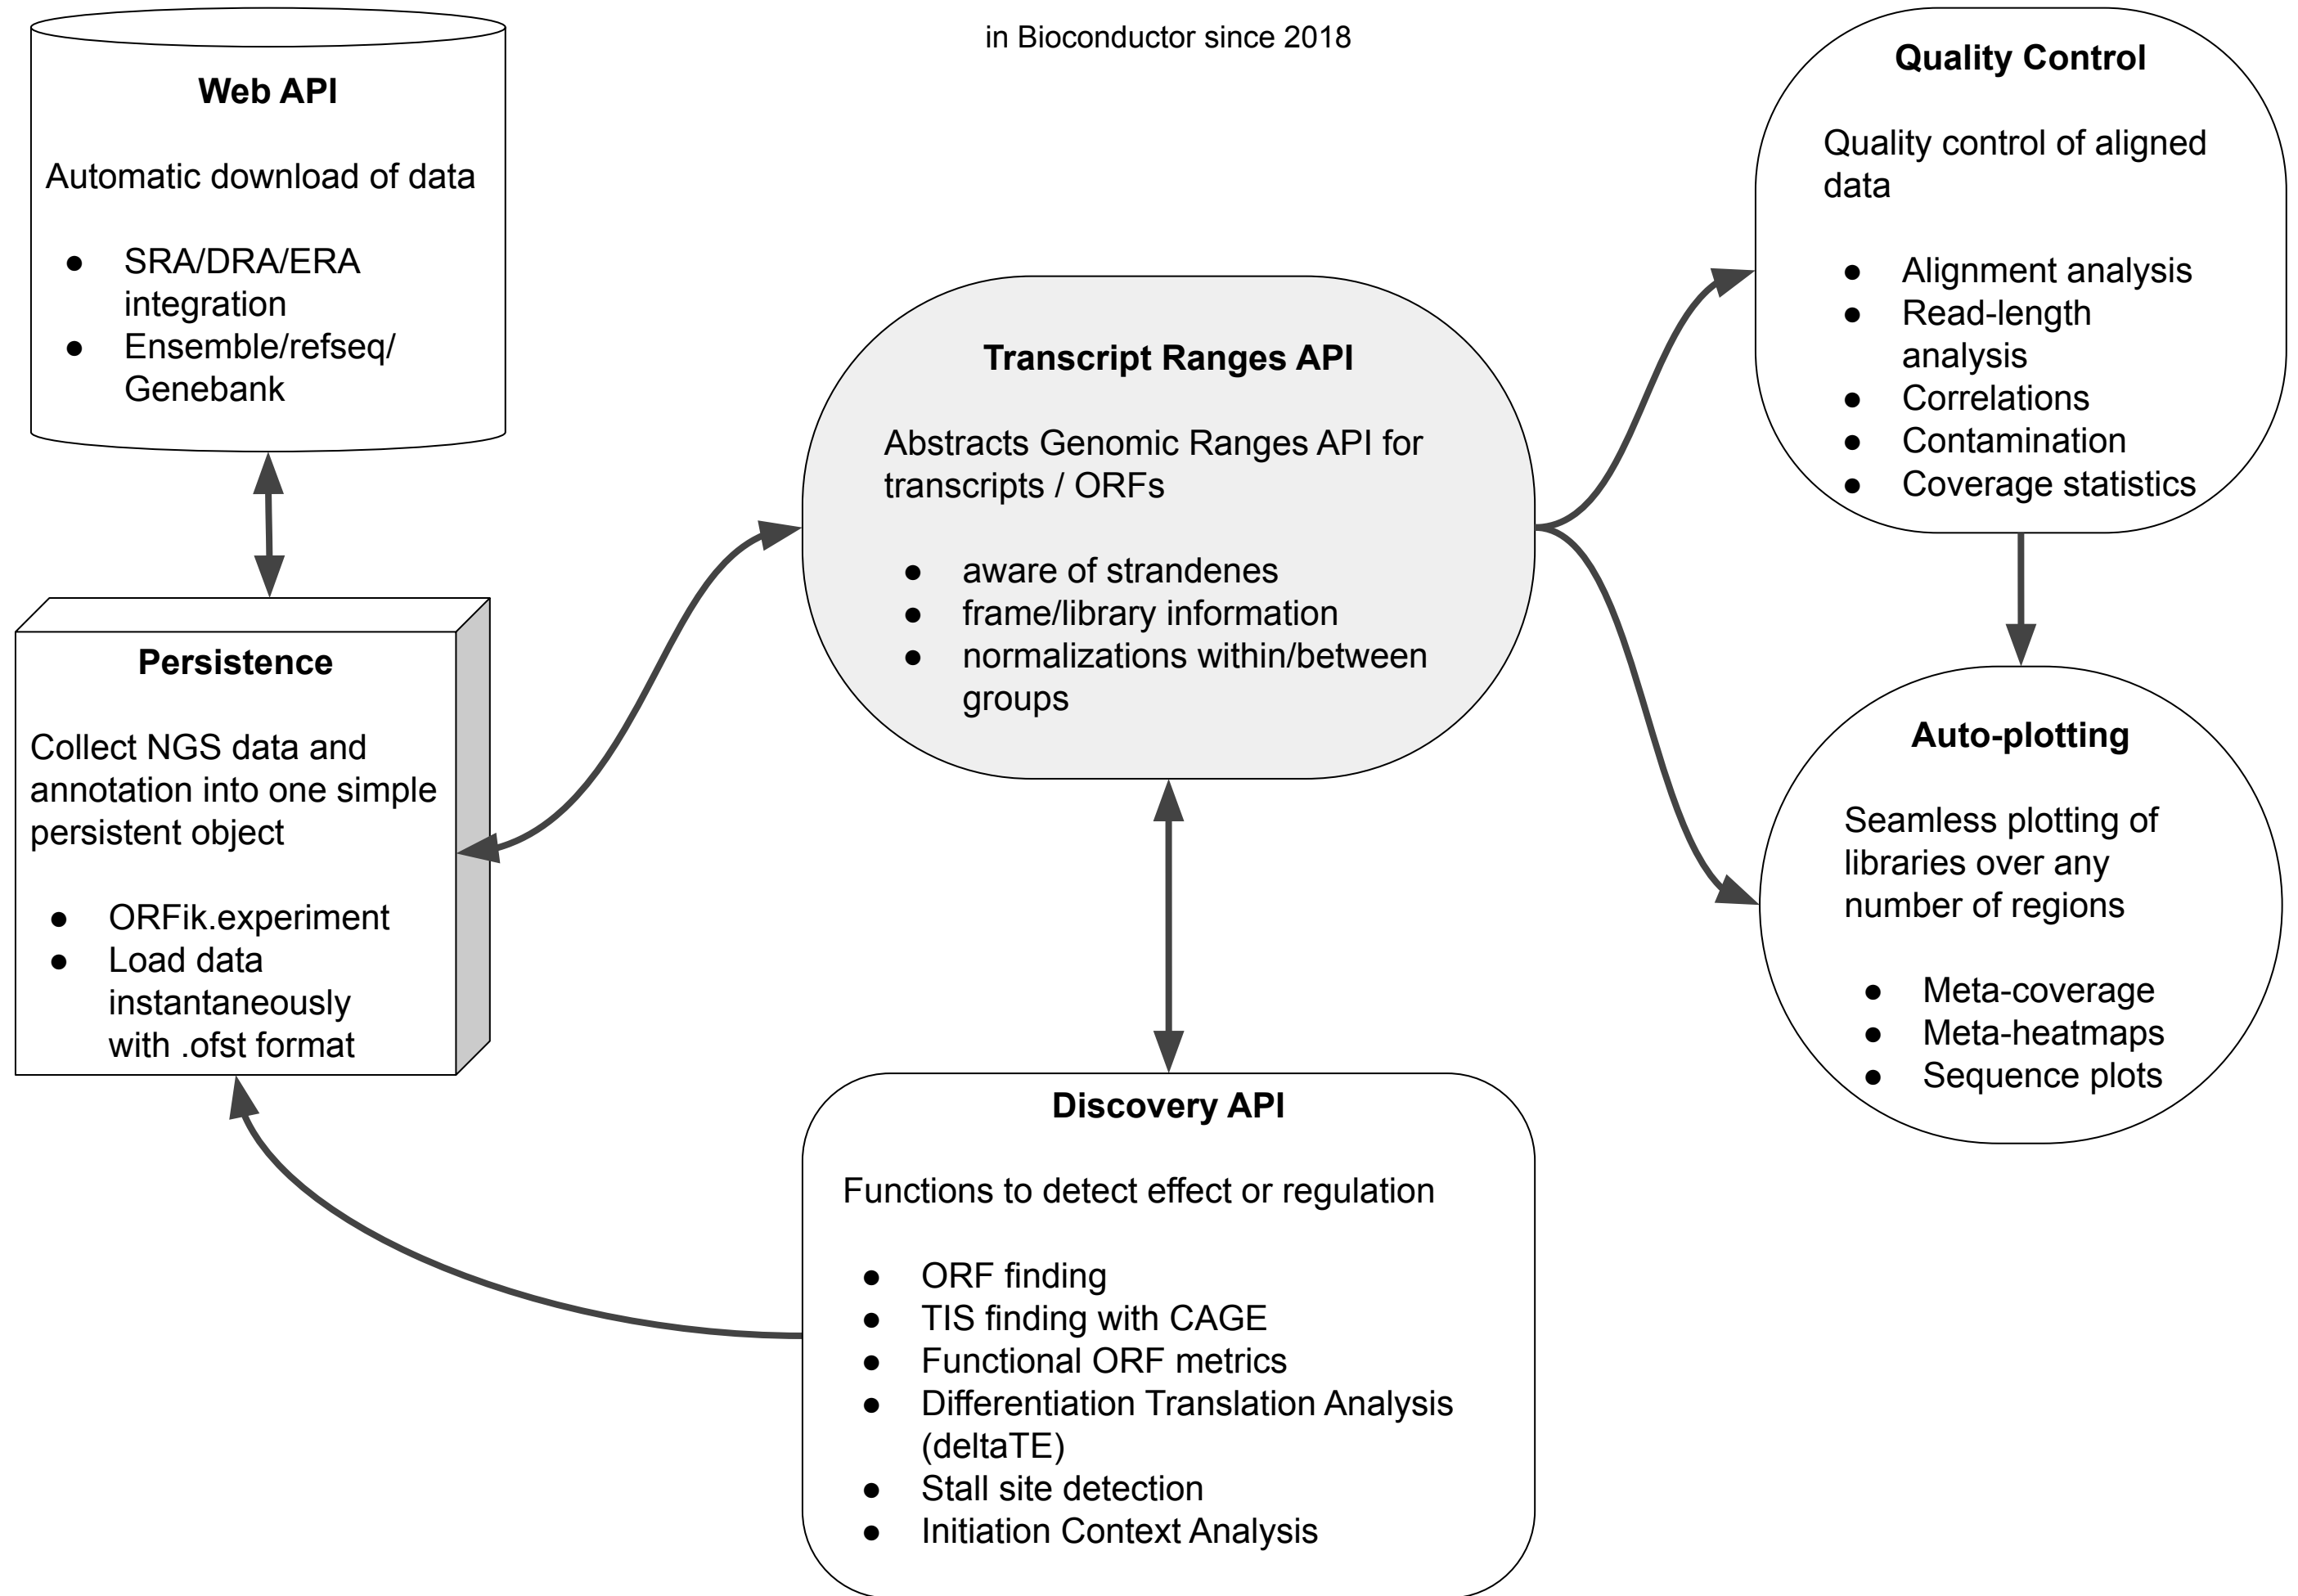 in Bioconductor since 2018
Web API
Automatic download of data
● SRA/DRA/ERA
integration
● Ensemble/refseq/
Genebank
Persistence
Collect NGS data and
annotation into one simple
persistent object
● ORFik.experiment
● Load data
instantaneously
with .ofst format
Transcript Ranges API
Abstracts Genomic Ranges API for
transcripts / ORFs
● aware of strandenes
● frame/library information
● normalizations within/between
groups
Discovery API
Functions to detect effect or regulation
● ORF finding
● TIS finding with CAGE
● Functional ORF metrics
● Differentiation Translation Analysis
(deltaTE)
● Stall site detection
● Initiation Context Analysis
Quality Control
Quality control of aligned
data
● Alignment analysis
● Read-length
analysis
● Correlations
● Contamination
● Coverage statistics
Auto-plotting
Seamless plotting of
libraries over any
number of regions
● Meta-coverage
● Meta-heatmaps
● Sequence plots